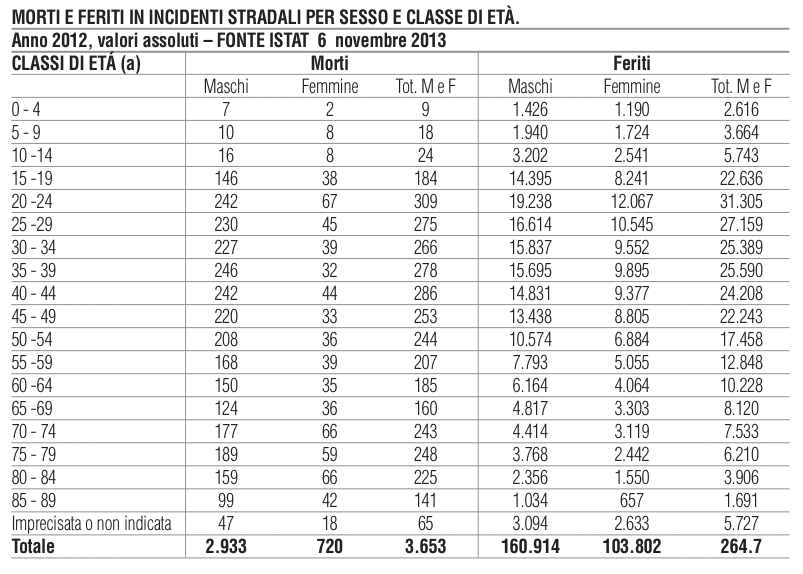 MORTI E FERITI IN INCIDENTI STRADALI PER SESSO E CLASSE DI ETÀ.
Anno 2012, valori assoluti – FONTE ISTAT 6 novembre 2013
CLASSI DI ETÁ (a) Morti Feriti
Maschi Femmine Tot. M e F Maschi Femmine Tot. M e F
0 - 4 7 2 9 1.426 1.190 2.616
5 - 9 10 8 18 1.940 1.724 3.664
10 -14 16 8 24 3.202 2.541 5.743
15 -19 146 38 184 14.395 8.241 22.636
20 -24 242 67 309 19.238 12.067 31.305
25 -29 230 45 275 16.614 10.545 27.159
30 - 34 227 39 266 15.837 9.552 25.389
35 - 39 246 32 278 15.695 9.895 25.590
40 - 44 242 44 286 14.831 9.377 24.208
45 - 49 220 33 253 13.438 8.805 22.243
50 -54 208 36 244 10.574 6.884 17.458
55 -59 168 39 207 7.793 5.055 12.848
60 -64 150 35 185 6.164 4.064 10.228
65 -69 124 36 160 4.817 3.303 8.120
70 - 74 177 66 243 4.414 3.119 7.533
75 - 79 189 59 248 3.768 2.442 6.210
80 - 84 159 66 225 2.356 1.550 3.906
85 - 89 99 42 141 1.034 657 1.691
Imprecisata o non indicata 47 18 65 3.094 2.633 5.727
Totale 2.933 720 3.653 160.914 103.802 264.7